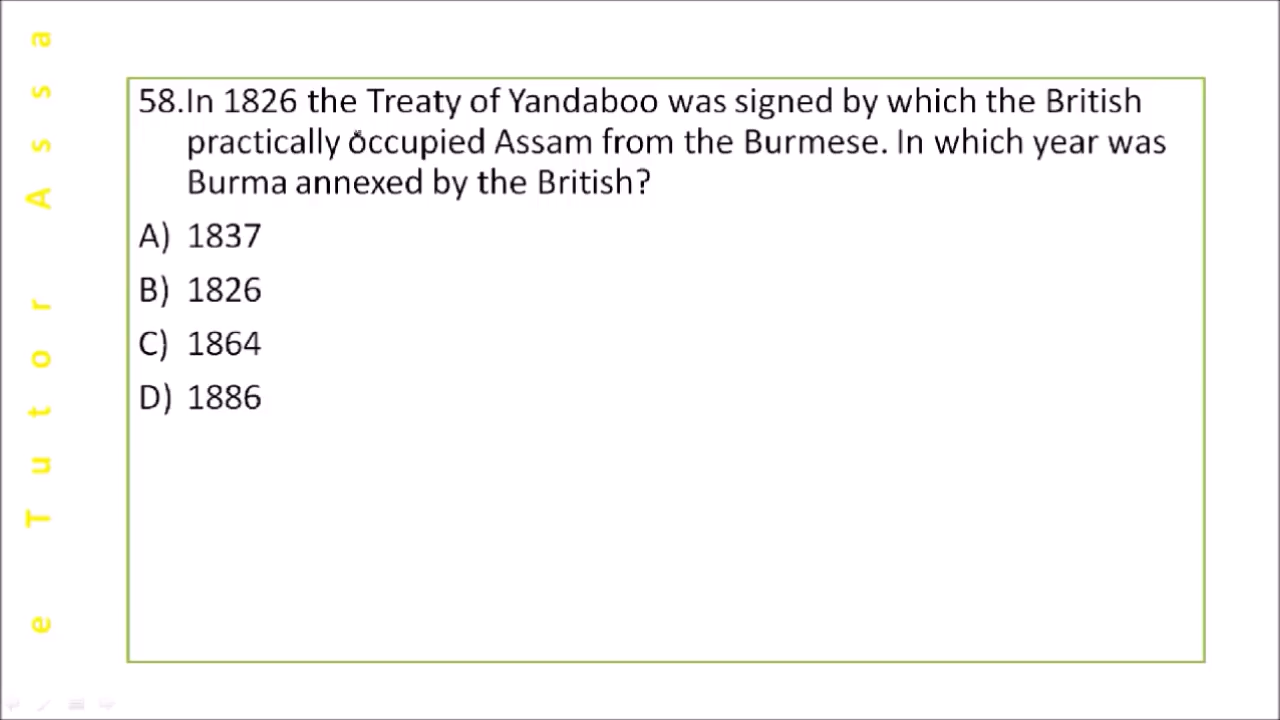 58.In 1826 the Treaty of Yandaboo was signed by which the British
practically occupied Assam from the Burmese. In which year was
Burma annexed by the British?
A) 1837
B) 1826
C) 1864
D) 1886
e Tutor Assa